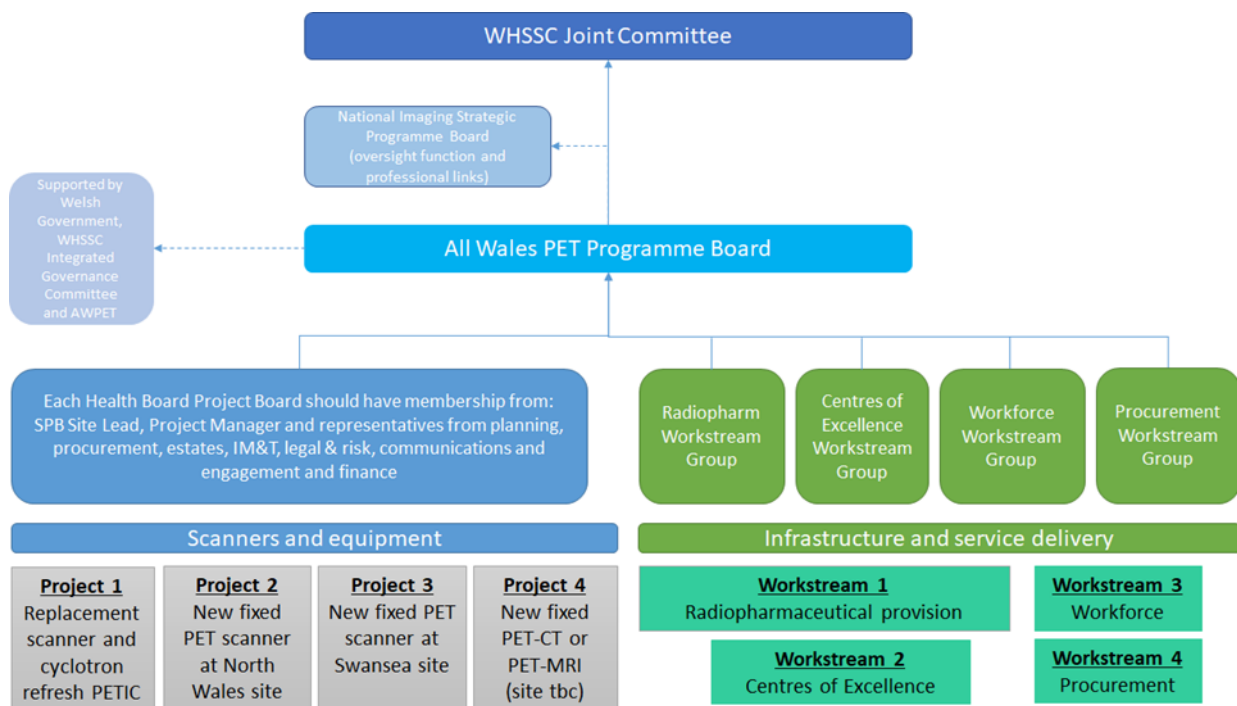 WHSSC Joint Committee
National Imaging Strategic
Programme Board
(oversight function and
professional links)
Supported by
Welsh
Government,
WHSSC
Integrated
Governance
Committee
and AWPET
All Wales PET Programme Board
Each Health Board Project Board should have membership from:
SPB Site Lead, Project Manager and representatives from planning,
procurement, estates, IM&T, legal & risk, communications and
engagement and finance
Radiopharm
Workstream
Group
Centres of
Excellence
Workstream
Group
Workforce
Workstream
Group
Procurement
Workstream
Group
Scanners and equipment
Infrastructure and service delivery
Project 1
Replacement
scanner and
cyclotron
refresh PETIC
Project 2
New fixed
PET scanner
at North
Wales site
Project 3
New fixed PET
scanner at
Swansea site
Project 4
New fixed
PET-CT or
PET-MRI
(site tbc)
Workstream 1
Radiopharmaceutical provision
Workstream 2
Centres of Excellence
Workstream 3
Workforce
Workstream 4
Procurement